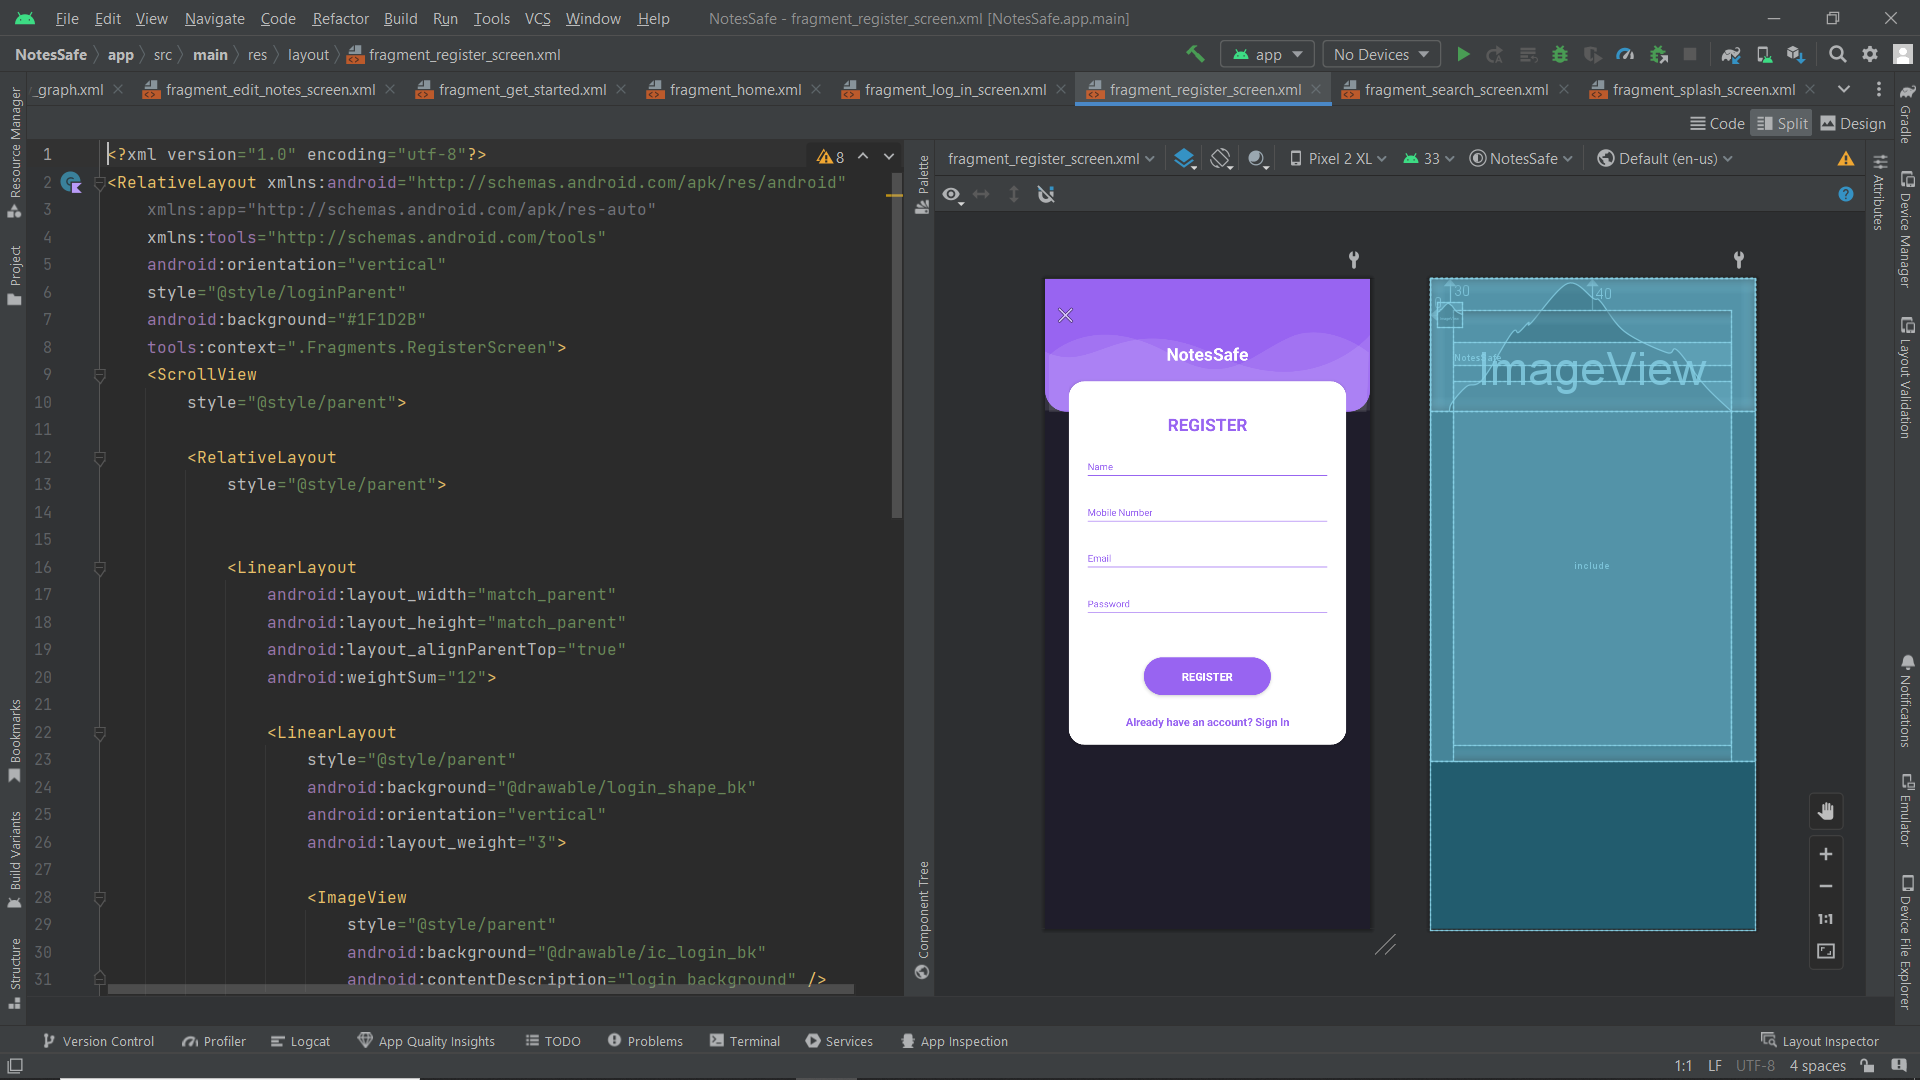 File Edit View Navigate Code Refactor Build Run Tools VCS Window Help NotesSafe - fragment_register_screen.xml [NotesSafe.app.main]
NotesSafe app src main res layout fragment_register_screen.xml app No Devices
_graph.xml fragment_edit_notes_screen.xml fragment_get_started.xml fragment_home.xml fragment_log_in_screen.xml fragment_register_screen.xml fragment_search_screen.xml fragment_splash_screen.xml
Code Split Design
Resource Manager
Project
Bookmarks
Build Variants
Structure
1 <?xml version="1.0" encoding="utf-8"?>
2 <RelativeLayout xmlns:android="http://schemas.android.com/apk/res/android"
3 xmlns:app="http://schemas.android.com/apk/res-auto"
4 xmlns:tools="http://schemas.android.com/tools"
5 android:orientation="vertical"
6 style="@style/loginParent"
7 android:background="#1F1D2B"
8 tools:context=".Fragments.RegisterScreen">
9 <ScrollView
10 style="@style/parent">
11
12 <RelativeLayout
13 style="@style/parent">
14
15
16 <LinearLayout
17 android:layout_width="match_parent"
18 android:layout_height="match_parent"
19 android:layout_alignParentTop="true"
20 android:weightSum="12">
21
22 <LinearLayout
23 style="@style/parent"
24 android:background="@drawable/login_shape_bk"
25 android:orientation="vertical"
26 android:layout_weight="3">
27
28 <ImageView
29 style="@style/parent"
30 android:background="@drawable/ic_login_bk"
31 android:contentDescription="login_background" />
8
Palette
Component Tree
fragment_register_screen.xml Pixel 2 XL 33 NotesSafe Default (en-us)
NotesSafe
REGISTER
Name
Mobile Number
Email
Password
REGISTER
Already have an account? Sign In
30
40
0
NotesSafe
ImageView
include
1:1
Attributes
Gradle
Device Manager
Layout Validation
Notifications
Emulator
Device File Explorer
Version Control Profiler Logcat App Quality Insights TODO Problems Terminal Services App Inspection Layout Inspector
1:1 LF UTF-8 4 spaces